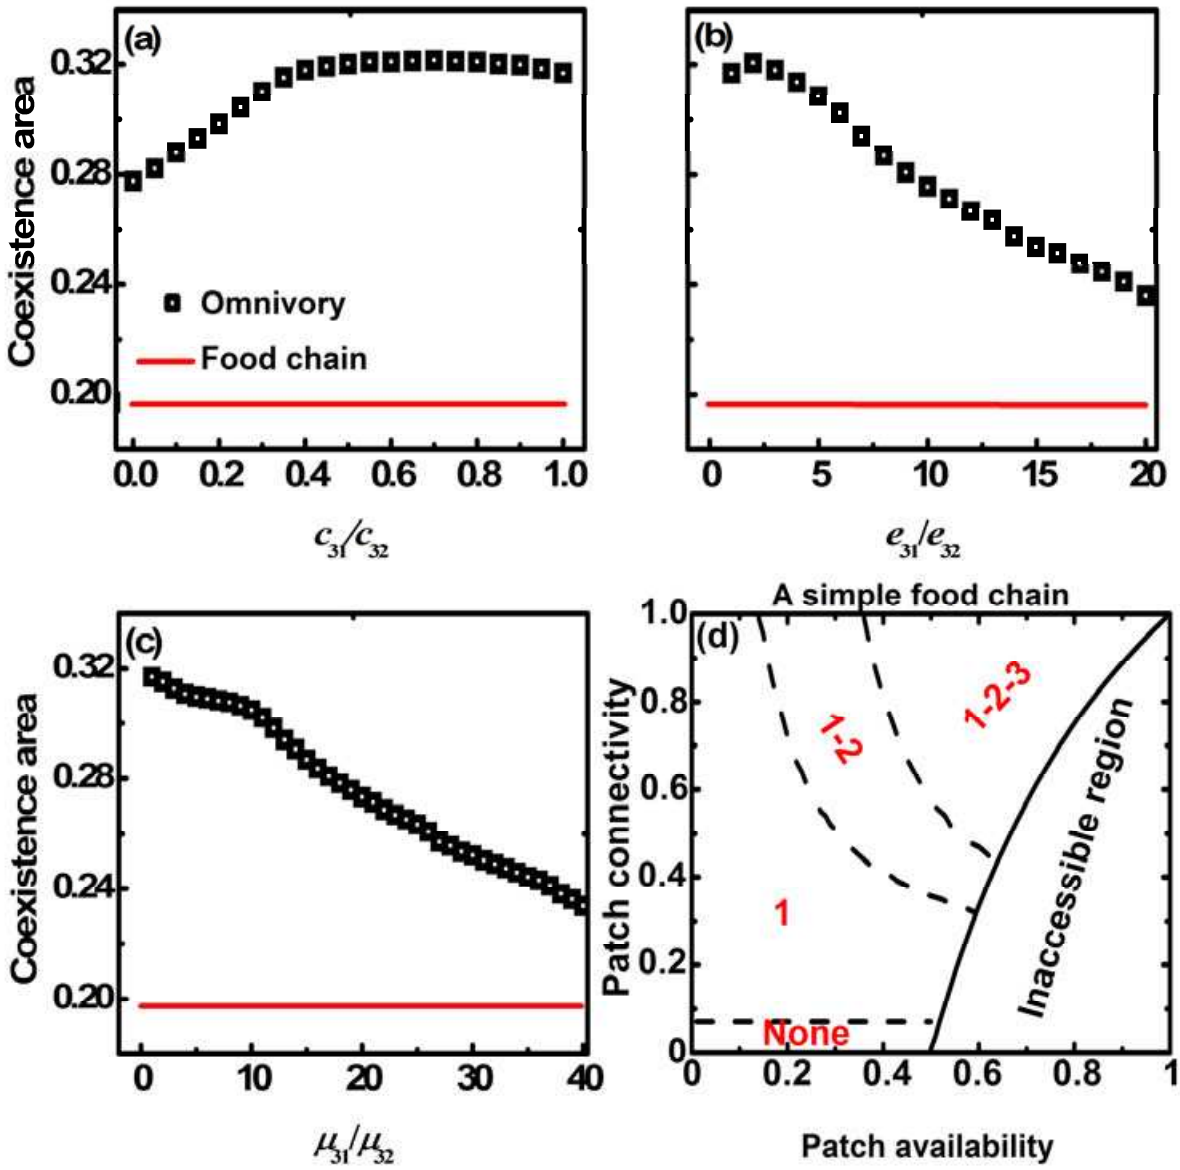 (a)
Coexistence area
0.32
0.28
0.24
0.20
Omnivory
Food chain
0.0 0.2 0.4 0.6 0.8 1.0
c31/c32
(b)
0 5 10 15 20
e31/e32
(c)
Coexistence area
0.32
0.28
0.24
0.20
0 10 20 30 40
μ31/μ32
A simple food chain
(d)
Patch connectivity
1.0
0.8
0.6
0.4
0.2
0
1-2
1-2-3
1
None
Inaccessible region
0 0.2 0.4 0.6 0.8 1
Patch availability